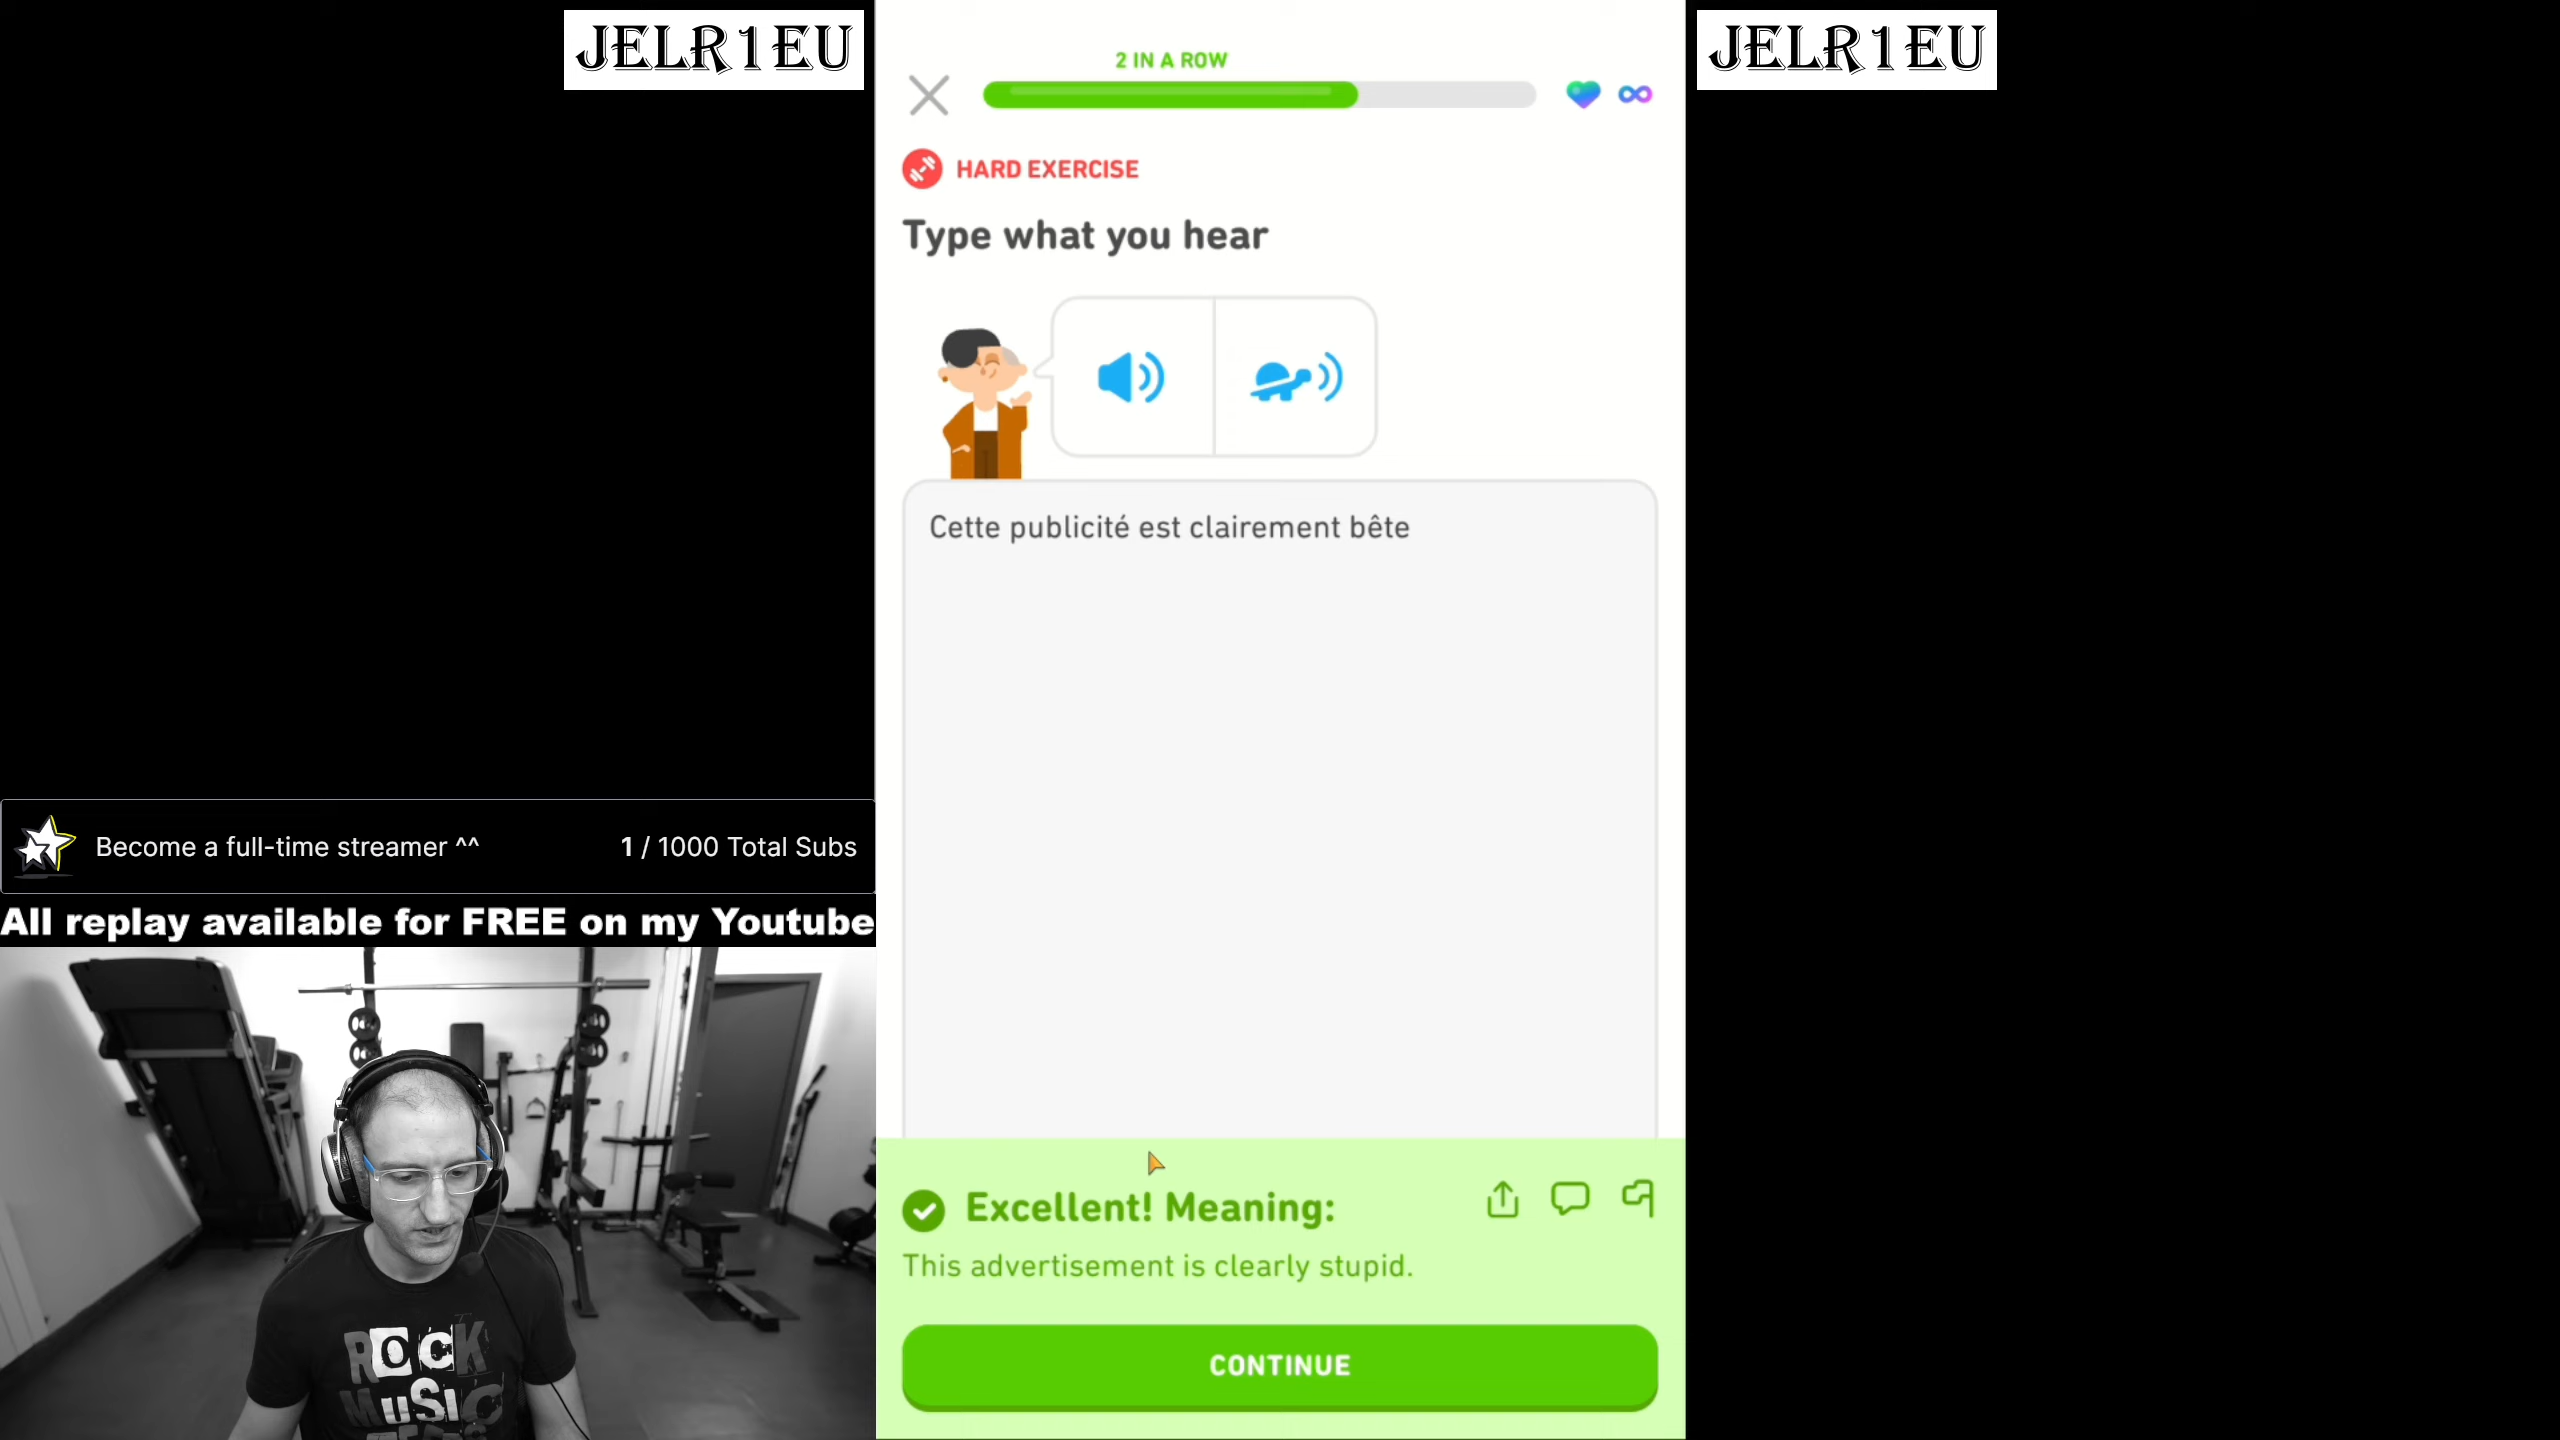 JELR1EU
JELR1EU
2 IN A ROW
HARD EXERCISE
Type what you hear
Cette publicité est clairement bête
Become a full-time streamer ^^
1 / 1000 Total Subs
All replay available for FREE on my Youtube
ROCK
MUSIC
Excellent! Meaning:
This advertisement is clearly stupid.
CONTINUE